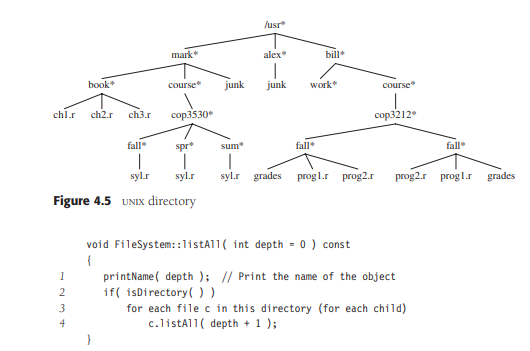 /usr*
mark* alex* bill*
book* course* junk junk work* course*
ch1.r ch2.r ch3.r cop3530* cop3212*
fall* spr* sum* fall* fall*
syl.r syl.r syl.r grades prog1.r prog2.r prog2.r prog1.r grades
Figure 4.5 UNIX directory
void FileSystem::listAll( int depth = 0 ) const
{
1 printName( depth ); // Print the name of the object
2 if( isDirectory( ) )
3 for each file c in this directory (for each child)
4 c.listAll( depth + 1 );
}